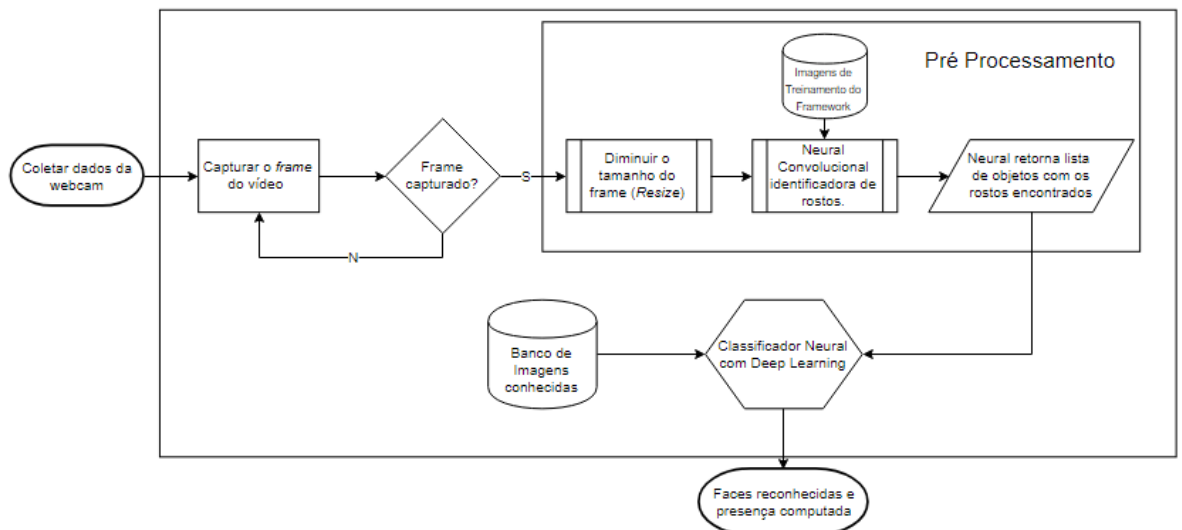 Pré Processamento
Imagens de
Treinamento do
Framework
Coletar dados da
webcam
Capturar o frame
do vídeo
Frame
capturado?
S
N
Diminuir o
tamanho do
frame (Resize)
Neural
Convolucional
identificadora de
rostos.
Neural retorna lista
de objetos com os
rostos encontrados
Banco de
Imagens
conhecidas
Classificador Neural
com Deep Learning
Faces reconhecidas e
presença computada